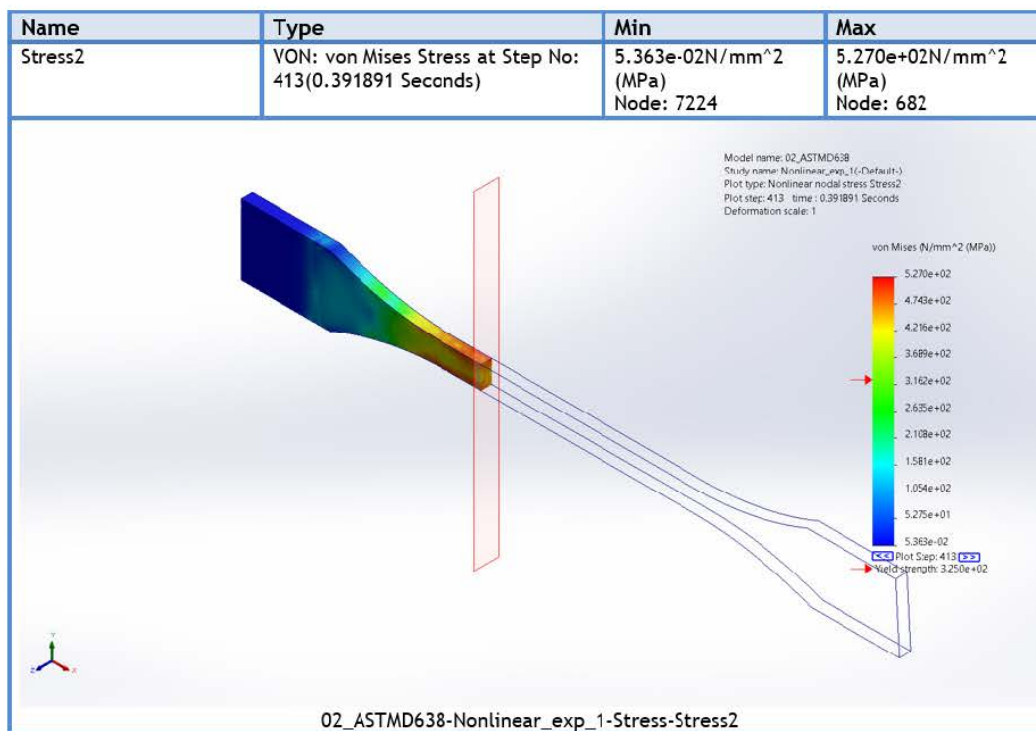 Name Type Min Max
Stress2 VON: von Mises Stress at Step No: 5.363e-02N/mm^2 5.270e+02N/mm^2
413(0.391891 Seconds) (MPa) (MPa)
Node: 7224 Node: 682
Model name: 02_ASTMD638
Study name: Nonlinear_exp_1(-Default-)
Plot type: Nonlinear nodal stress Stress2
Plot step: 413 time : 0.391891 Seconds
Deformation scale: 1
von Mises (N/mm^2 (MPa))
5.270e+02
4.743e+02
4.216e+02
3.689e+02
3.162e+02
2.635e+02
2.108e+02
1.581e+02
1.054e+02
5.275e+01
5.363e-02
<< Plot Step: 413 >>
Yield strength: 3.250e+02
Y
Z X
02_ASTMD638-Nonlinear_exp_1-Stress-Stress2